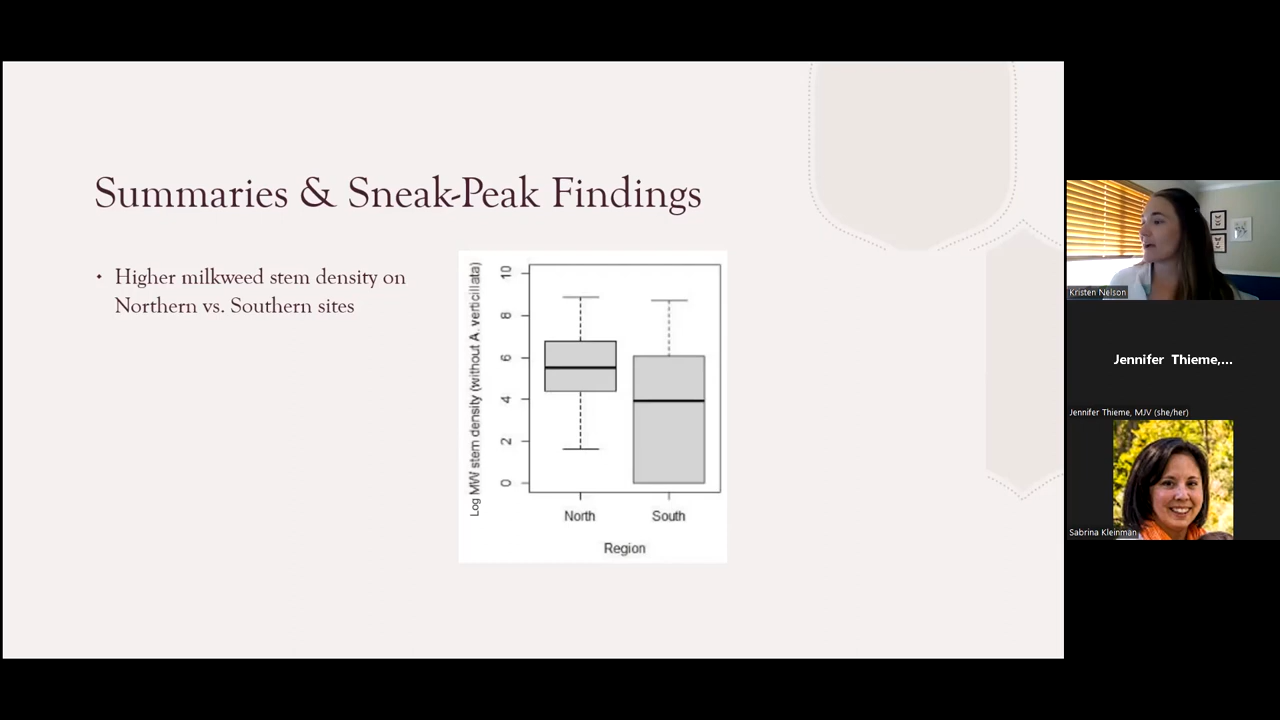 Summaries & Sneak-Peak Findings
• Higher milkweed stem density on
Northern vs. Southern sites
Log MW stem density (without A. verticillata)
10
8
6
4
2
0
North South
Region
Kristen Nelson
Jennifer Thieme,...
Jennifer Thieme, MJV (she/her)
Sabrina Kleinman